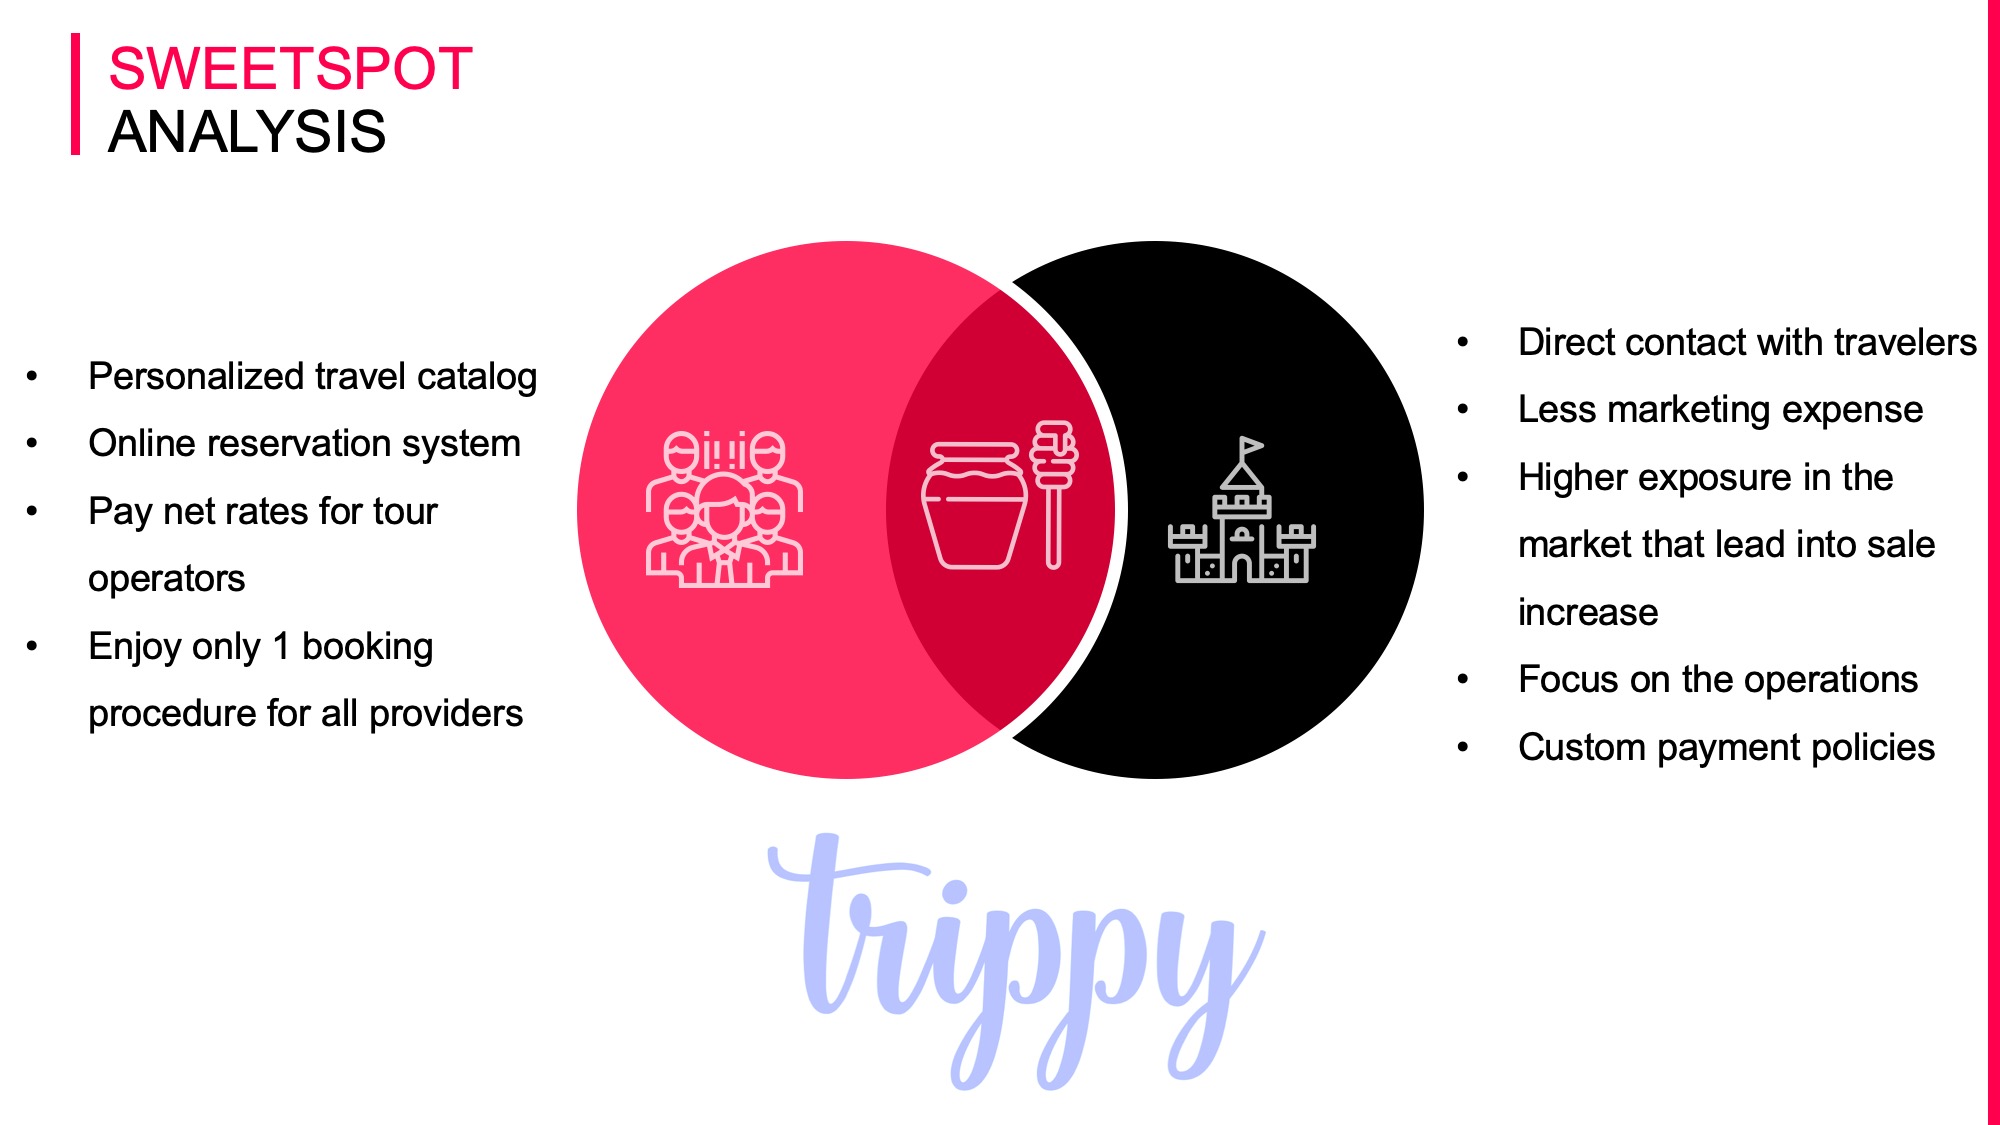 SWEETSPOT
ANALYSIS
• Personalized travel catalog
• Online reservation system
• Pay net rates for tour
operators
• Enjoy only 1 booking
procedure for all providers
• Direct contact with travelers
• Less marketing expense
• Higher exposure in the
market that lead into sale
increase
• Focus on the operations
• Custom payment policies
trippy